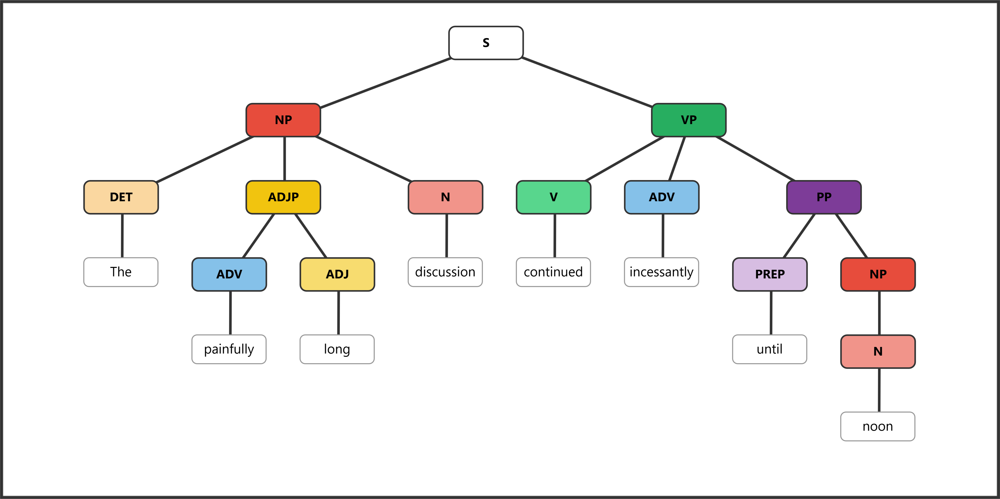 S
NP VP
DET ADJP N V ADV PP
The ADV ADJ discussion continued incessantly PREP NP
painfully long until N
noon